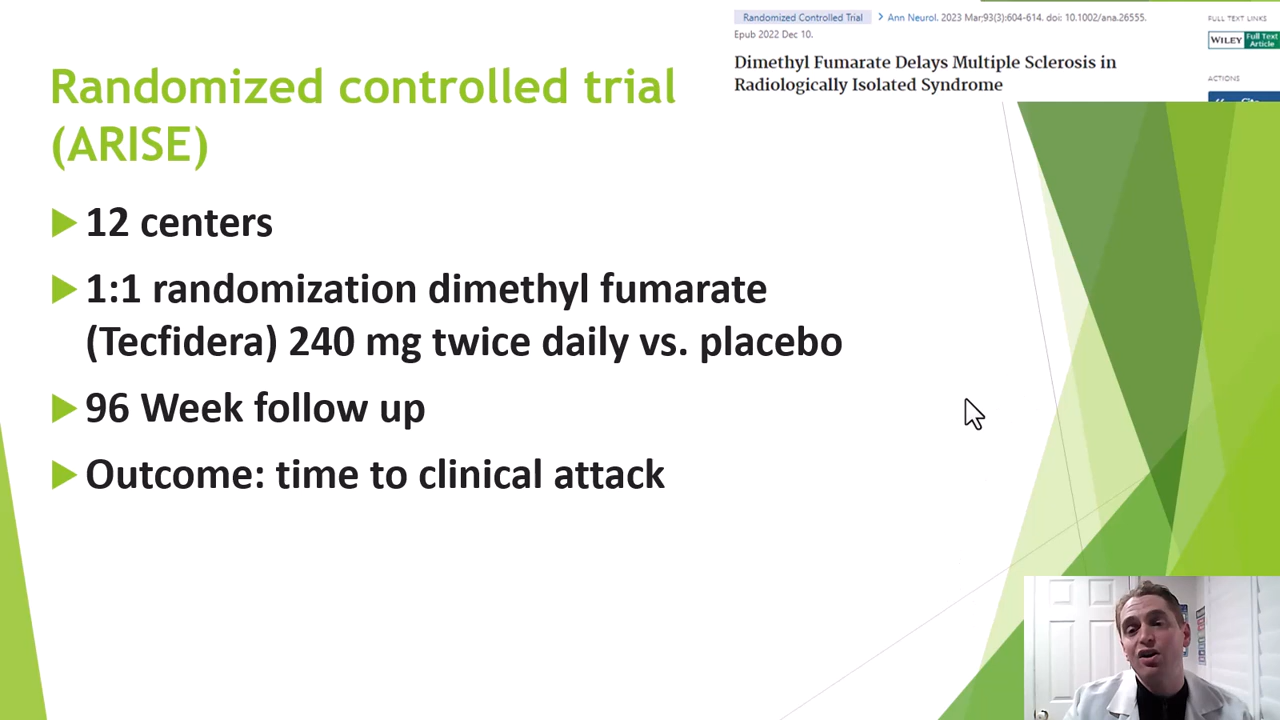 Randomized Controlled Trial > Ann Neurol. 2023 Mar;93(3):604-614. doi: 10.1002/ana.26555.
Epub 2022 Dec 10.
Dimethyl Fumarate Delays Multiple Sclerosis in
Radiologically Isolated Syndrome
FULL TEXT LINKS
WILEY Full Text
Article
ACTIONS
Cite
Randomized controlled trial
(ARISE)
12 centers
1:1 randomization dimethyl fumarate
(Tecfidera) 240 mg twice daily vs. placebo
96 Week follow up
Outcome: time to clinical attack